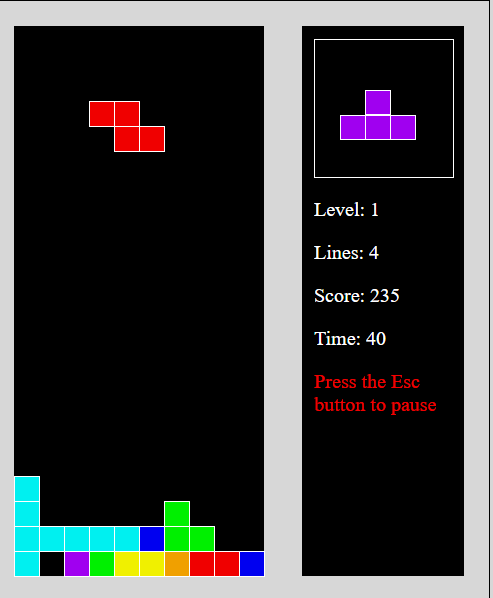 Level: 1
Lines: 4
Score: 235
Time: 40
Press the Esc
button to pause